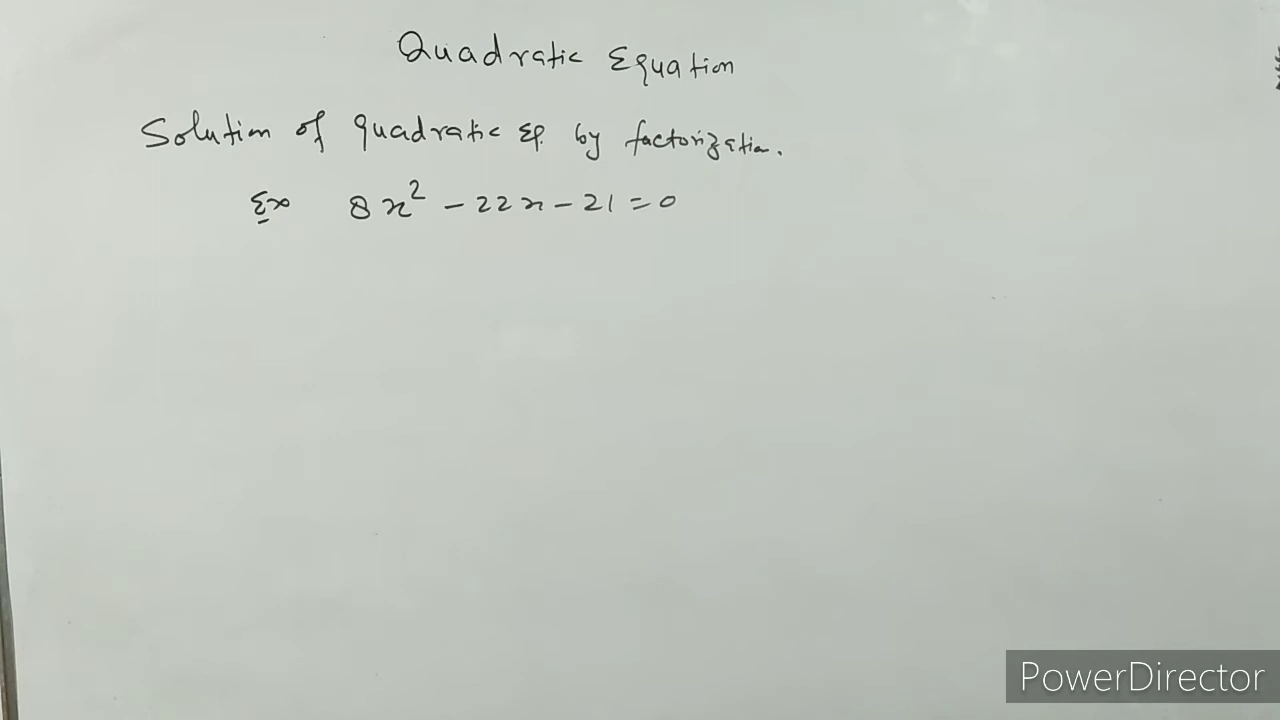 Quadratic Equation
Solution of quadratic Eq. by factorization.
Ex 8x² - 22x - 21 = 0
PowerDirector